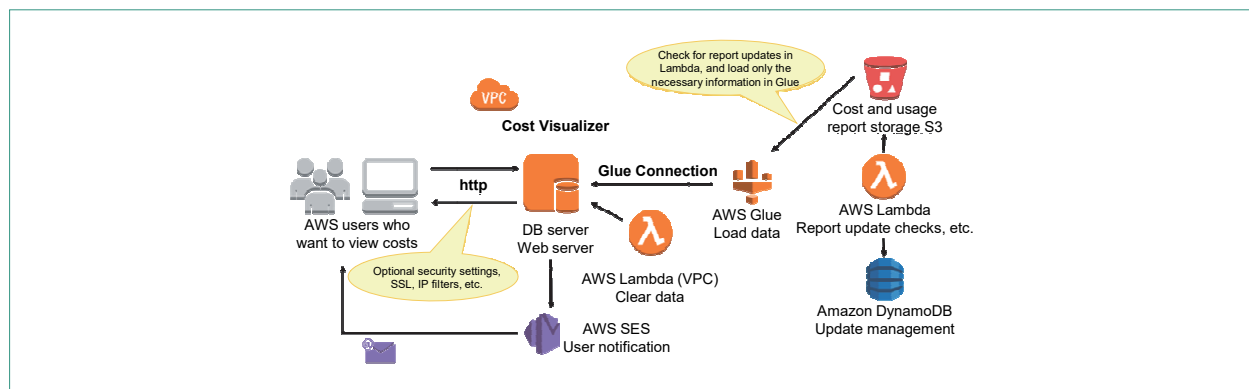 Check for report updates in
Lambda, and load only the
necessary information in Glue
VPC
Cost Visualizer
Cost and usage
report storage S3
http
Glue Connection
AWS users who
want to view costs
DB server
Web server
AWS Glue
Load data
AWS Lambda
Report update checks, etc.
Optional security settings,
SSL, IP filters, etc.
AWS Lambda (VPC)
Clear data
Amazon DynamoDB
Update management
AWS SES
User notification
@